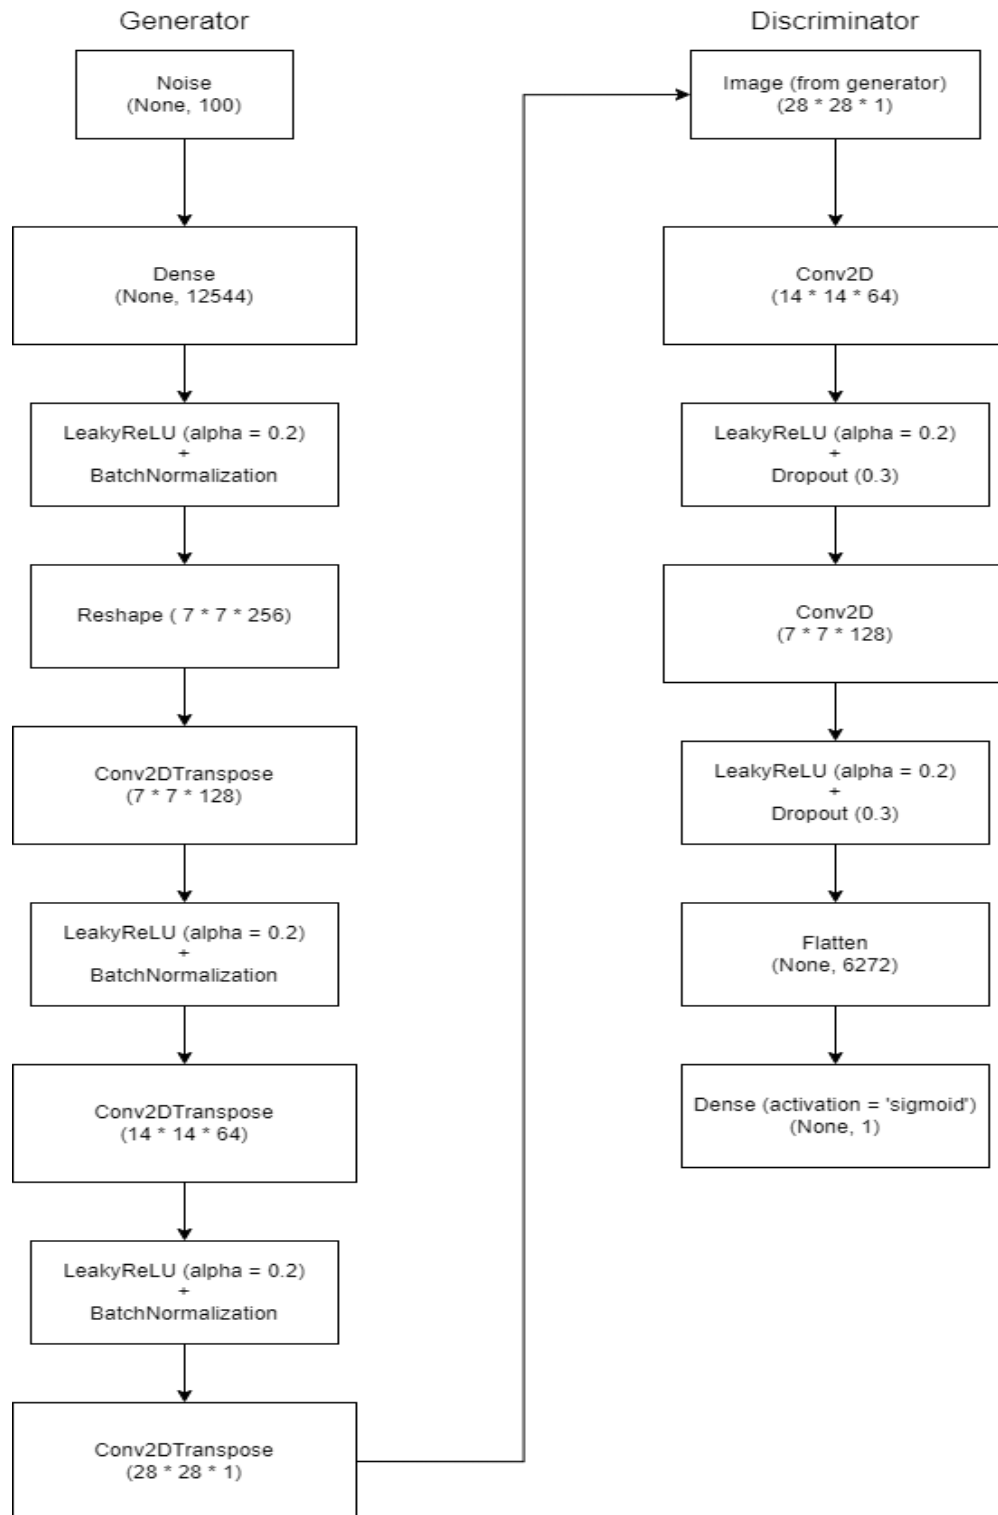 Generator
Noise
(None, 100)
Dense
(None, 12544)
LeakyReLU (alpha = 0.2)
+
BatchNormalization
Reshape ( 7 * 7 * 256)
Conv2DTranspose
(7 * 7 * 128)
LeakyReLU (alpha = 0.2)
+
BatchNormalization
Conv2DTranspose
(14 * 14 * 64)
LeakyReLU (alpha = 0.2)
+
BatchNormalization
Conv2DTranspose
(28 * 28 * 1)
Discriminator
Image (from generator)
(28 * 28 * 1)
Conv2D
(14 * 14 * 64)
LeakyReLU (alpha = 0.2)
+
Dropout (0.3)
Conv2D
(7 * 7 * 128)
LeakyReLU (alpha = 0.2)
+
Dropout (0.3)
Flatten
(None, 6272)
Dense (activation = 'sigmoid')
(None, 1)